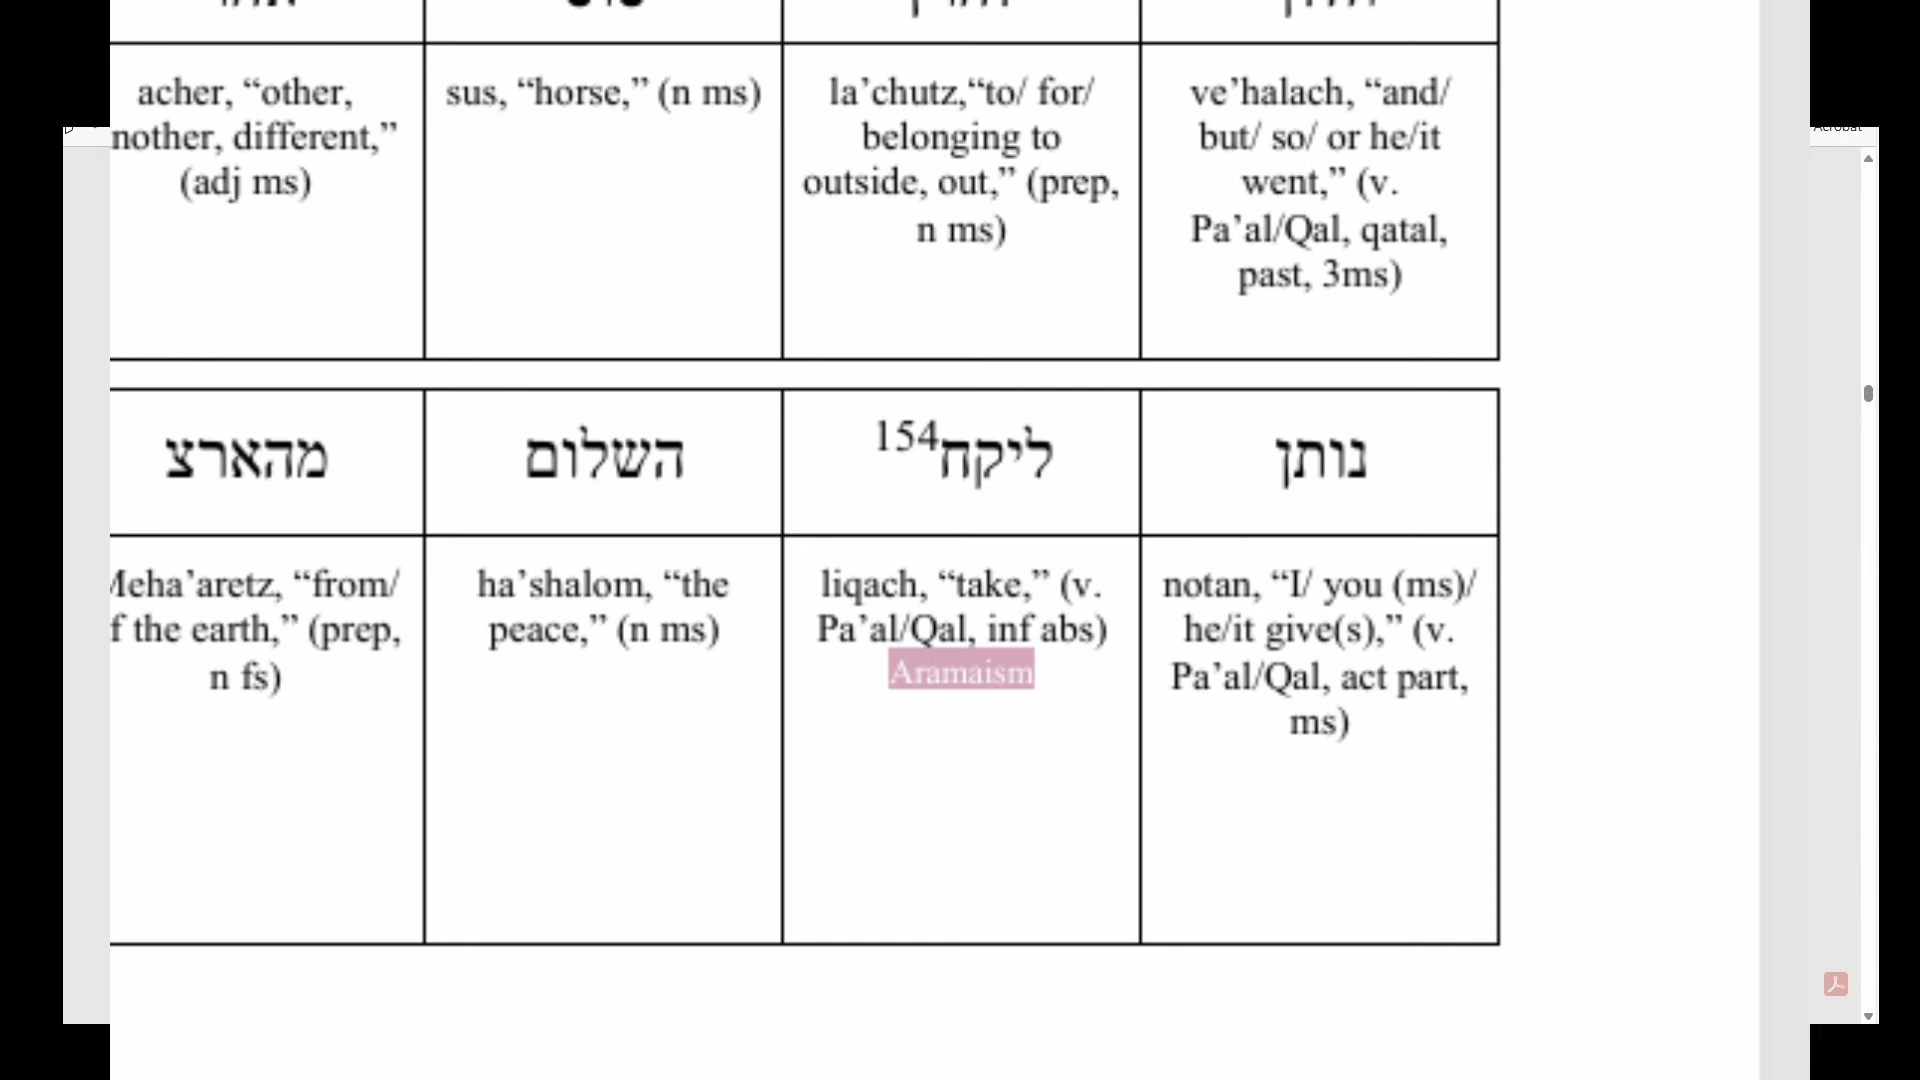 acher, “other,
nother, different,”
(adj ms)
sus, “horse,” (n ms)
la’chutz,“to/ for/
belonging to
outside, out,” (prep,
n ms)
ve’halach, “and/
but/ so/ or he/it
went,” (v.
Pa’al/Qal, qatal,
past, 3ms)
מהארצ
השלום
ליקח154
נותן
Meha’aretz, “from/
f the earth,” (prep,
n fs)
ha’shalom, “the
peace,” (n ms)
liqach, “take,” (v.
Pa’al/Qal, inf abs)
Aramaism
notan, “I/ you (ms)/
he/it give(s),” (v.
Pa’al/Qal, act part,
ms)
Acrobat